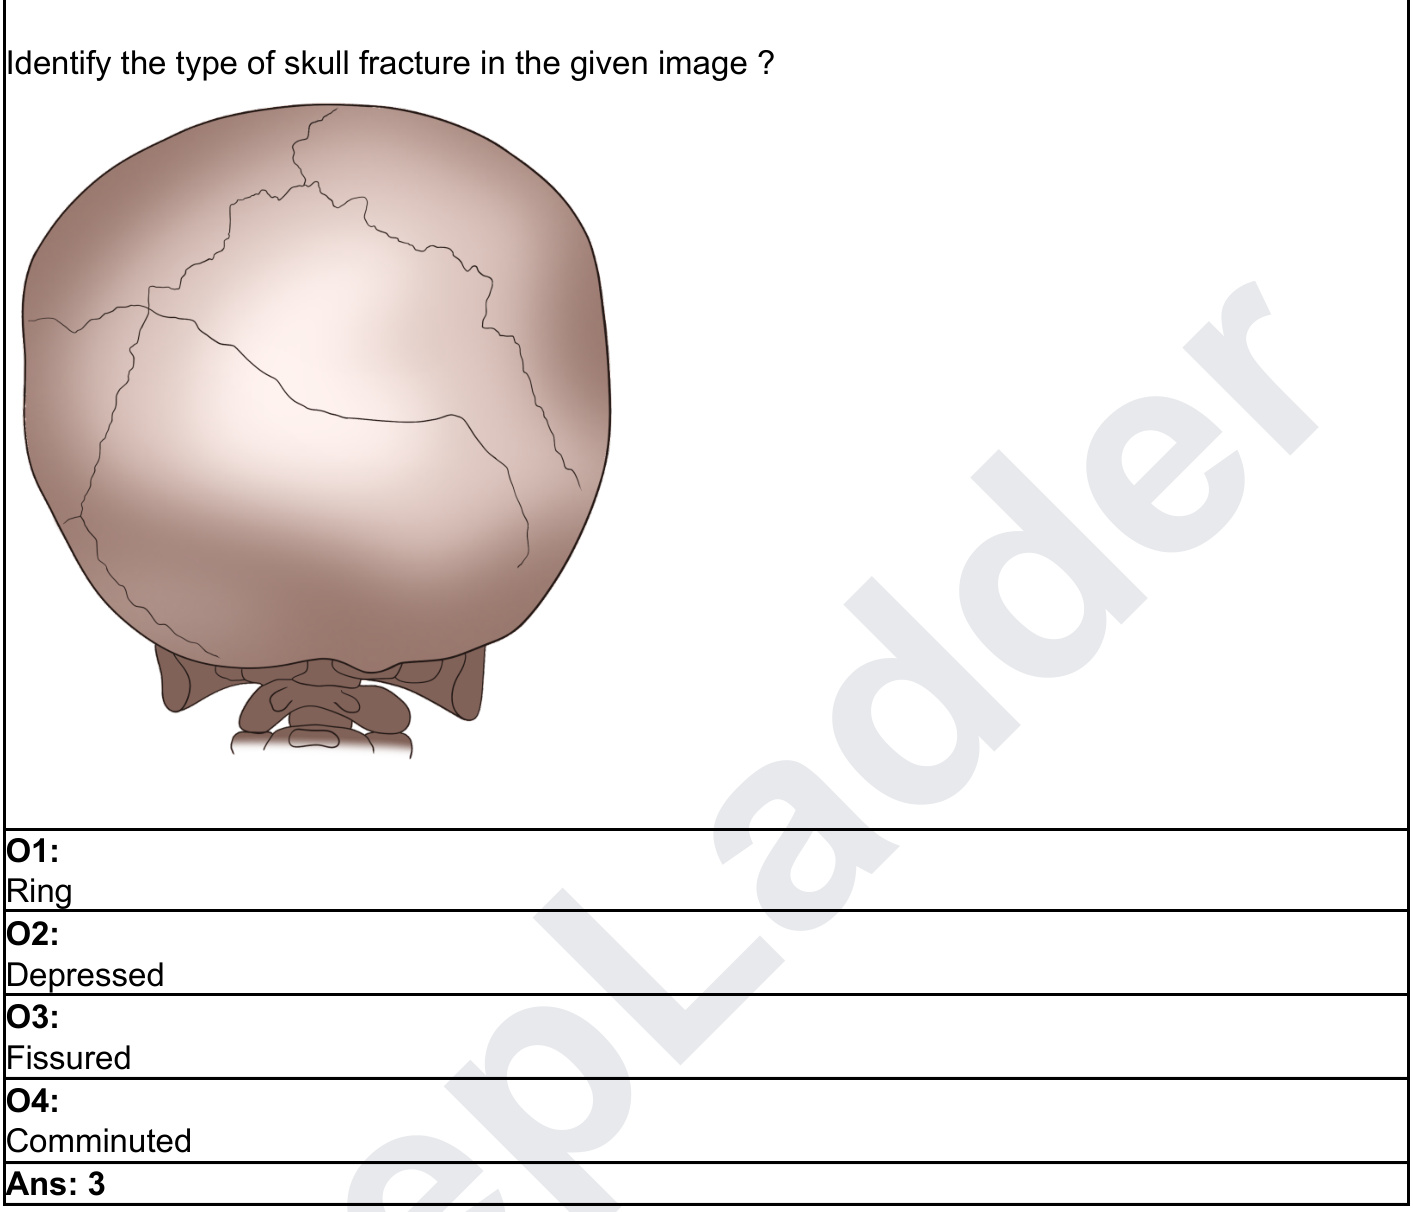 Identify the type of skull fracture in the given image ?
O1:
Ring
O2:
Depressed
O3:
Fissured
O4:
Comminuted
Ans: 3
epLadder